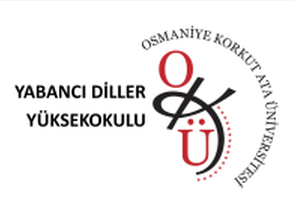 YABANCI DİLLER
YÜKSEKOKULU
OSMANİYE KORKUT ATA ÜNİVERSİTESİ
OKÜ